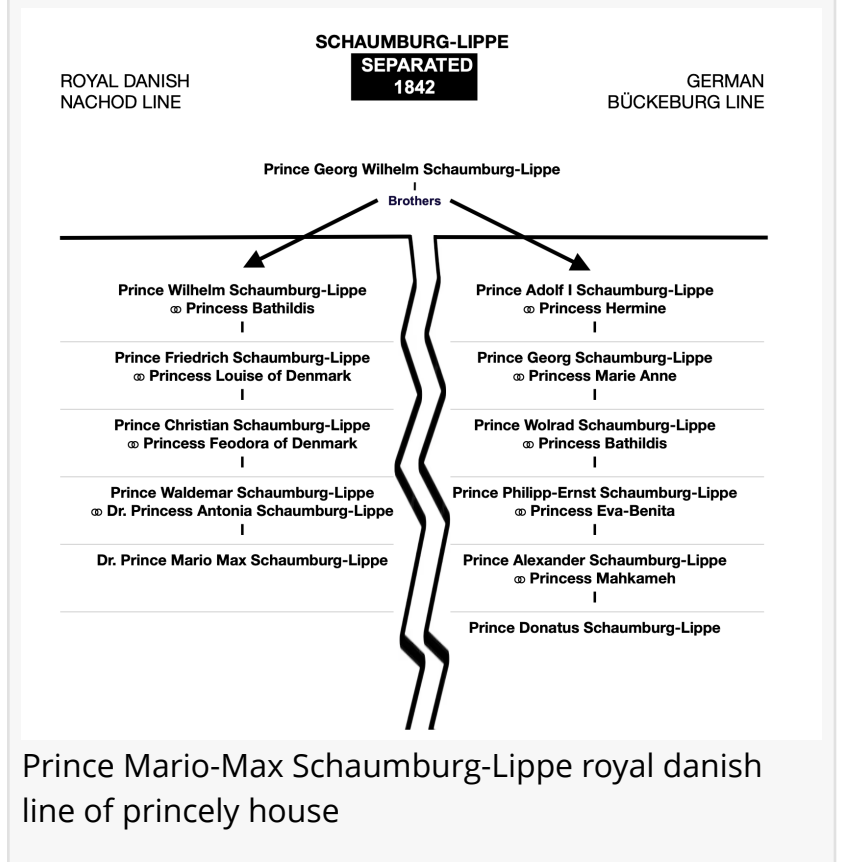 SCHAUMBURG-LIPPE
SEPARATED
1842
ROYAL DANISH
NACHOD LINE
GERMAN
BÜCKEBURG LINE
Prince Georg Wilhelm Schaumburg-Lippe
Brothers
Prince Wilhelm Schaumburg-Lippe
⚭ Princess Bathildis
Prince Friedrich Schaumburg-Lippe
⚭ Princess Louise of Denmark
Prince Christian Schaumburg-Lippe
⚭ Princess Feodora of Denmark
Prince Waldemar Schaumburg-Lippe
⚭ Dr. Princess Antonia Schaumburg-Lippe
Dr. Prince Mario Max Schaumburg-Lippe
Prince Adolf I Schaumburg-Lippe
⚭ Princess Hermine
Prince Georg Schaumburg-Lippe
⚭ Princess Marie Anne
Prince Wolrad Schaumburg-Lippe
⚭ Princess Bathildis
Prince Philipp-Ernst Schaumburg-Lippe
⚭ Princess Eva-Benita
Prince Alexander Schaumburg-Lippe
⚭ Princess Mahkameh
Prince Donatus Schaumburg-Lippe
Prince Mario-Max Schaumburg-Lippe royal danish
line of princely house